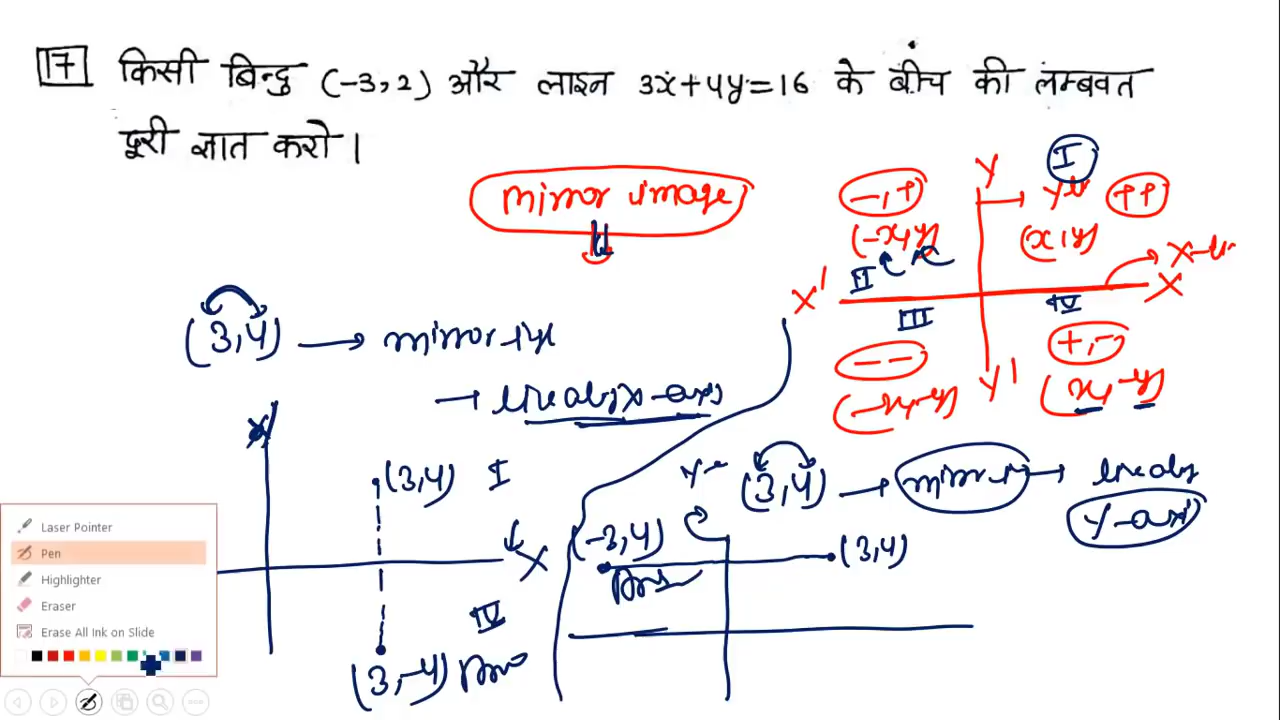 17 किसी बिन्दु (-3,2) और लाइन 3x+4y=16 के बीच की लम्बवत
दूरी ज्ञात करो।
mirror image
I
Y
-,+
++
(-x,y)
(x,y)
II
X'
X
III
IV
--
+,-
Y'
(-x,-y)
(x,-y)
(3,4)
X-axis
(3,4) I
X
IV
(3,-4) Ans
(3,4)
Y-axis
(-3,4)
(3,4)
Ans
Laser Pointer
Pen
Highlighter
Eraser
Erase All Ink on Slide